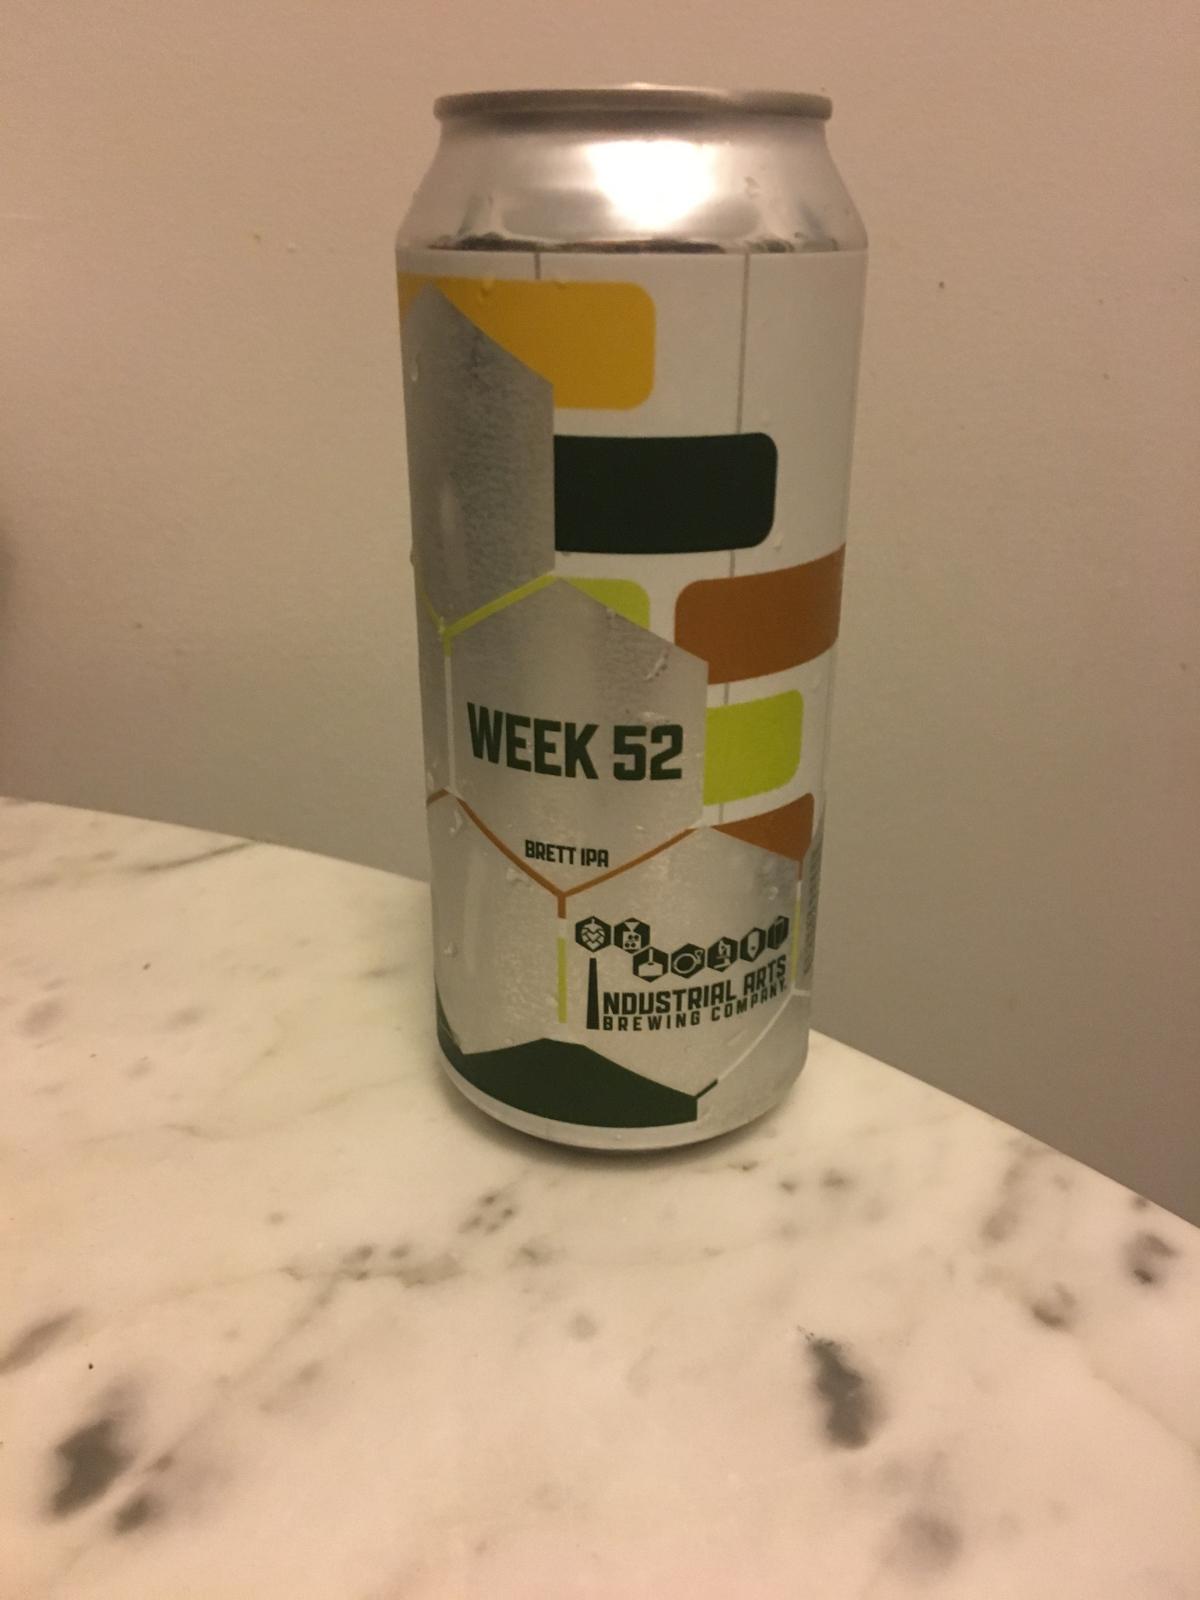 WEEK 52
BRETT IPA
INDUSTRIAL ARTS
BREWING COMPANY